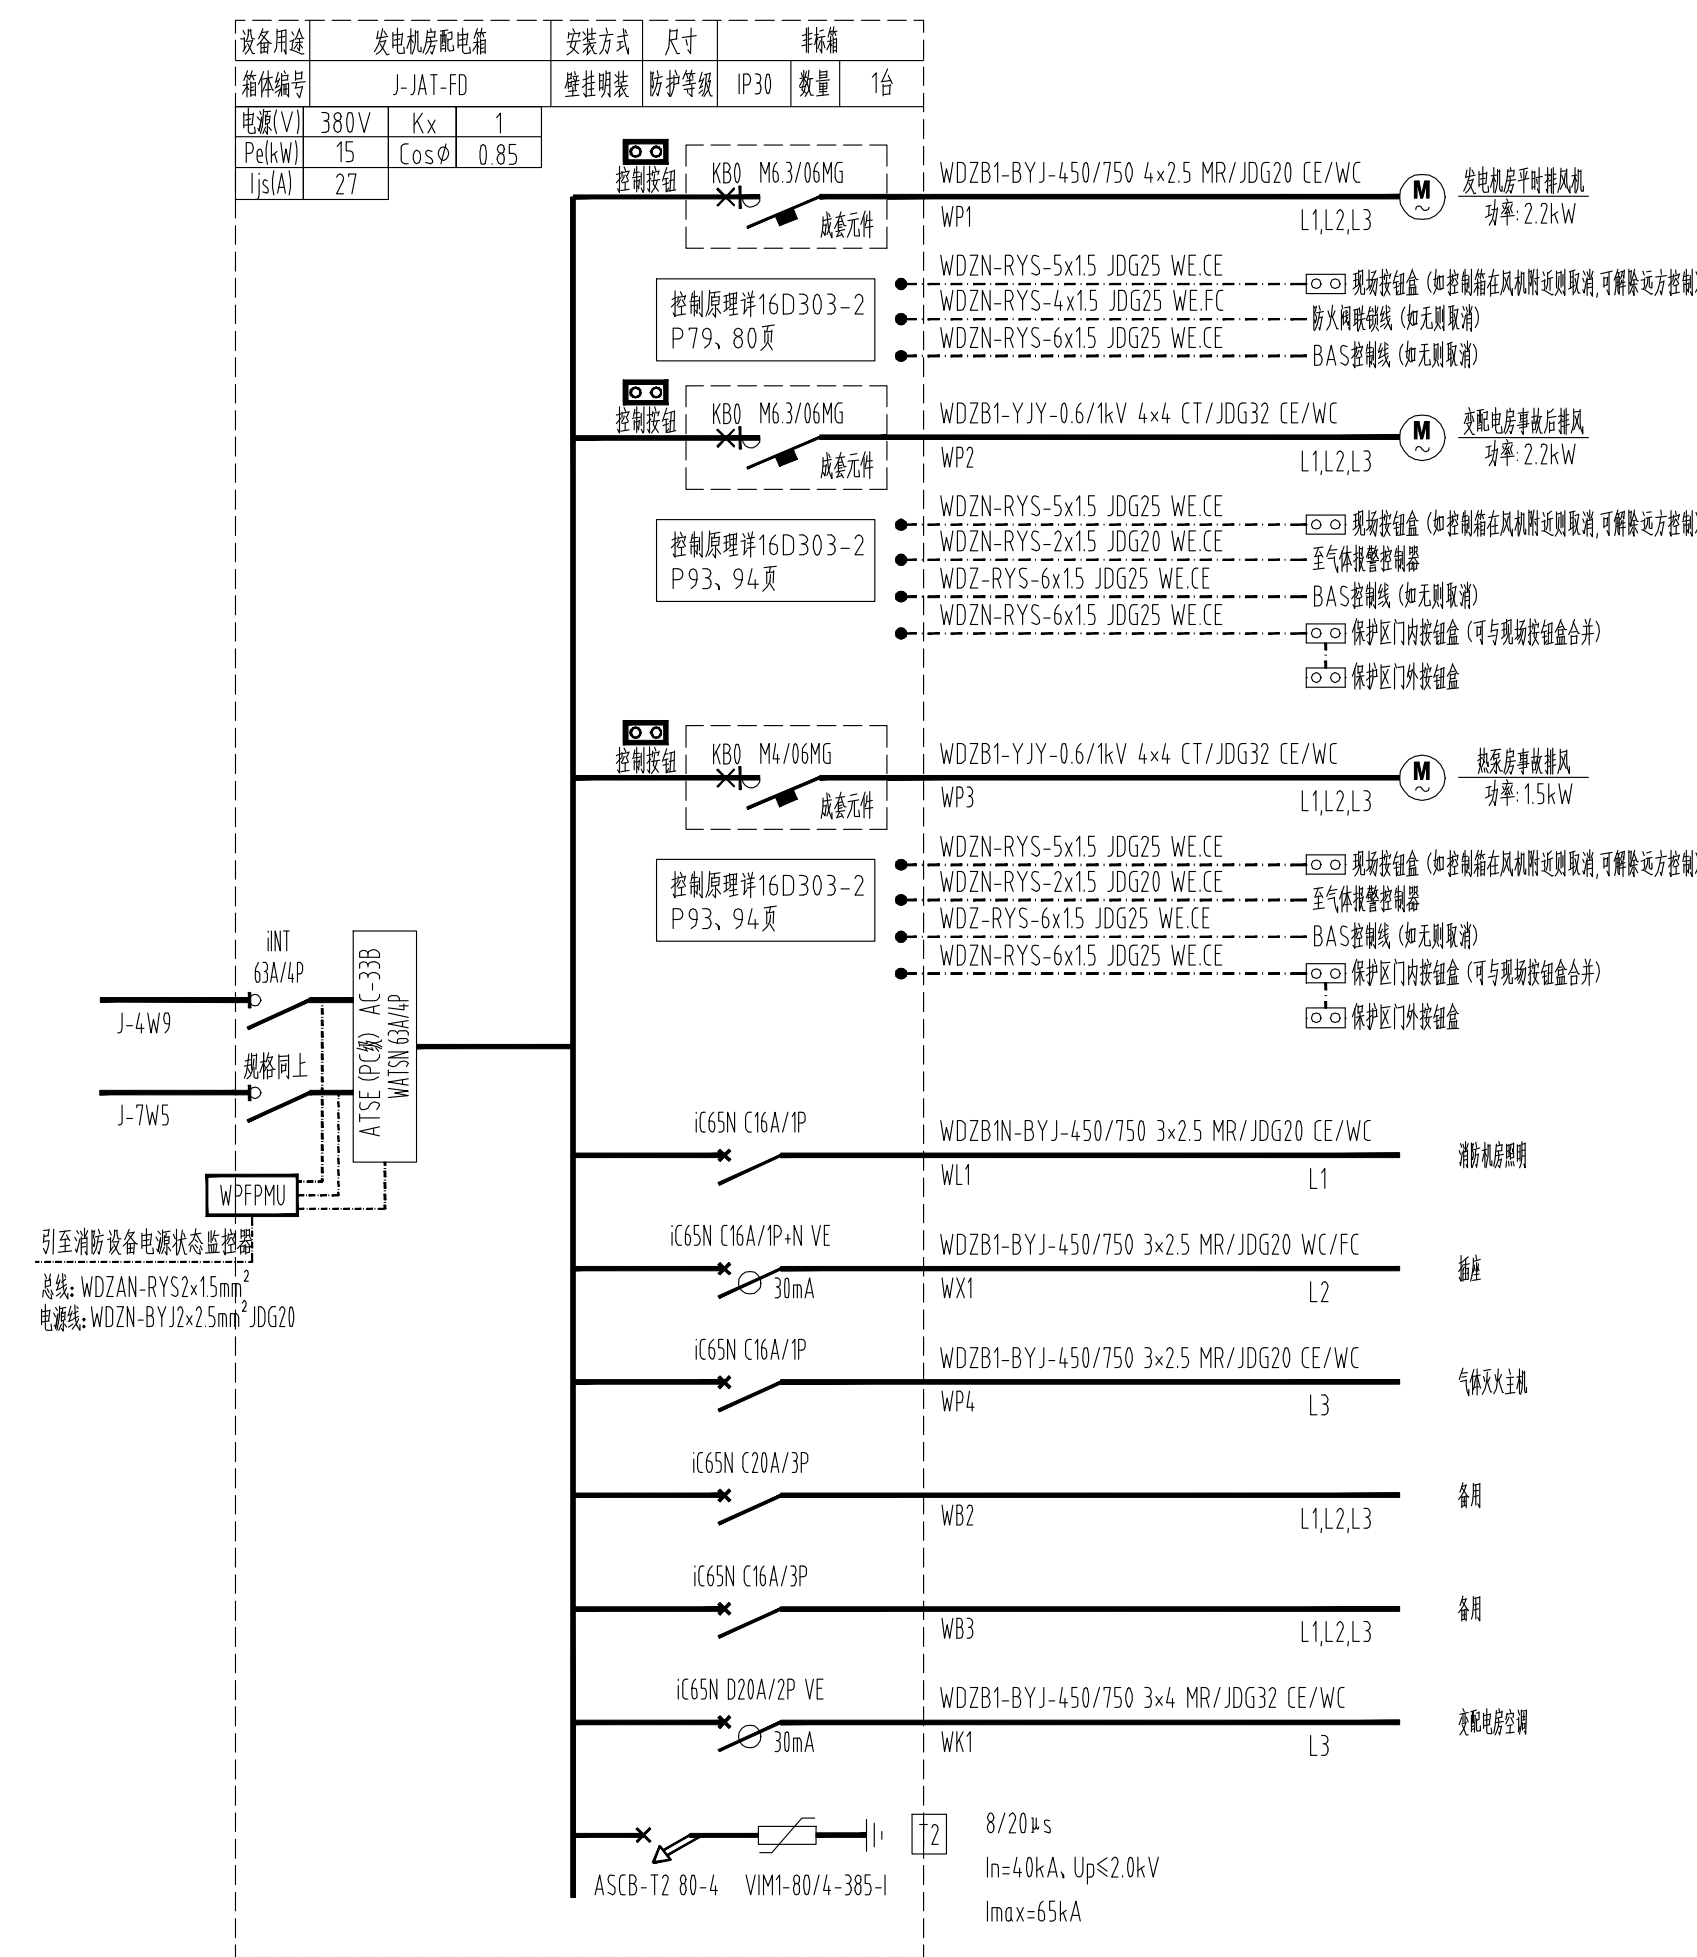 设备用途 发电机房配电箱 安装方式 尺寸 非标箱
箱体编号 J-JAT-FD 壁挂明装 防护等级 IP30 数量 1台
电源(V) 380V Kx 1
Pe(kW) 15 CosΦ 0.85
Ijs(A) 27
控制按钮
KB0 M6.3/06MG
成套元件
WDZB1-BYJ-450/750 4×2.5 MR/JDG20 CE/WC
WP1
L1,L2,L3
M
~
发电机房平时排风机
功率:2.2kW
控制原理详16D303-2
P79、80页
WDZN-RYS-5x1.5 JDG25 WE.CE
现场按钮盒(如控制箱在风机附近则取消,可解除远方控制)
WDZN-RYS-4x1.5 JDG25 WE.FC
防火阀联锁线(如无则取消)
WDZN-RYS-6x1.5 JDG25 WE.CE
BAS控制线(如无则取消)
控制按钮
KB0 M6.3/06MG
成套元件
WDZB1-YJY-0.6/1kV 4×4 CT/JDG32 CE/WC
WP2
L1,L2,L3
M
~
变配电房事故后排风
功率:2.2kW
控制原理详16D303-2
P93、94页
WDZN-RYS-5x1.5 JDG25 WE.CE
现场按钮盒(如控制箱在风机附近则取消,可解除远方控制)
WDZN-RYS-2x1.5 JDG20 WE.CE
至气体报警控制器
WDZ-RYS-6x1.5 JDG25 WE.CE
BAS控制线(如无则取消)
WDZN-RYS-6x1.5 JDG25 WE.CE
保护区门内按钮盒(可与现场按钮盒合并)
保护区门外按钮盒
控制按钮
KB0 M4/06MG
成套元件
WDZB1-YJY-0.6/1kV 4×4 CT/JDG32 CE/WC
WP3
L1,L2,L3
M
~
热泵房事故排风
功率:1.5kW
控制原理详16D303-2
P93、94页
WDZN-RYS-5x1.5 JDG25 WE.CE
现场按钮盒(如控制箱在风机附近则取消,可解除远方控制)
WDZN-RYS-2x1.5 JDG20 WE.CE
至气体报警控制器
WDZ-RYS-6x1.5 JDG25 WE.CE
BAS控制线(如无则取消)
WDZN-RYS-6x1.5 JDG25 WE.CE
保护区门内按钮盒(可与现场按钮盒合并)
保护区门外按钮盒
iINT
63A/4P
J-4W9
规格同上
J-7W5
ATSE (PC级) AC-33B
WATSN 63A/4P
WPFPMU
引至消防设备电源状态监控器
总线:WDZAN-RYS2×1.5mm²
电源线:WDZN-BYJ2×2.5mm²JDG20
iC65N C16A/1P
WDZB1N-BYJ-450/750 3×2.5 MR/JDG20 CE/WC
WL1
L1
消防机房照明
iC65N C16A/1P+N VE
30mA
WDZB1-BYJ-450/750 3×2.5 MR/JDG20 WC/FC
WX1
L2
插座
iC65N C16A/1P
WDZB1-BYJ-450/750 3×2.5 MR/JDG20 CE/WC
WP4
L3
气体灭火主机
iC65N C20A/3P
WB2
L1,L2,L3
备用
iC65N C16A/3P
WB3
L1,L2,L3
备用
iC65N D20A/2P VE
30mA
WDZB1-BYJ-450/750 3×4 MR/JDG32 CE/WC
WK1
L3
变配电房空调
ASCB-T2 80-4
VIM1-80/4-385-I
T2
8/20μs
In=40kA、Up≤2.0kV
Imax=65kA